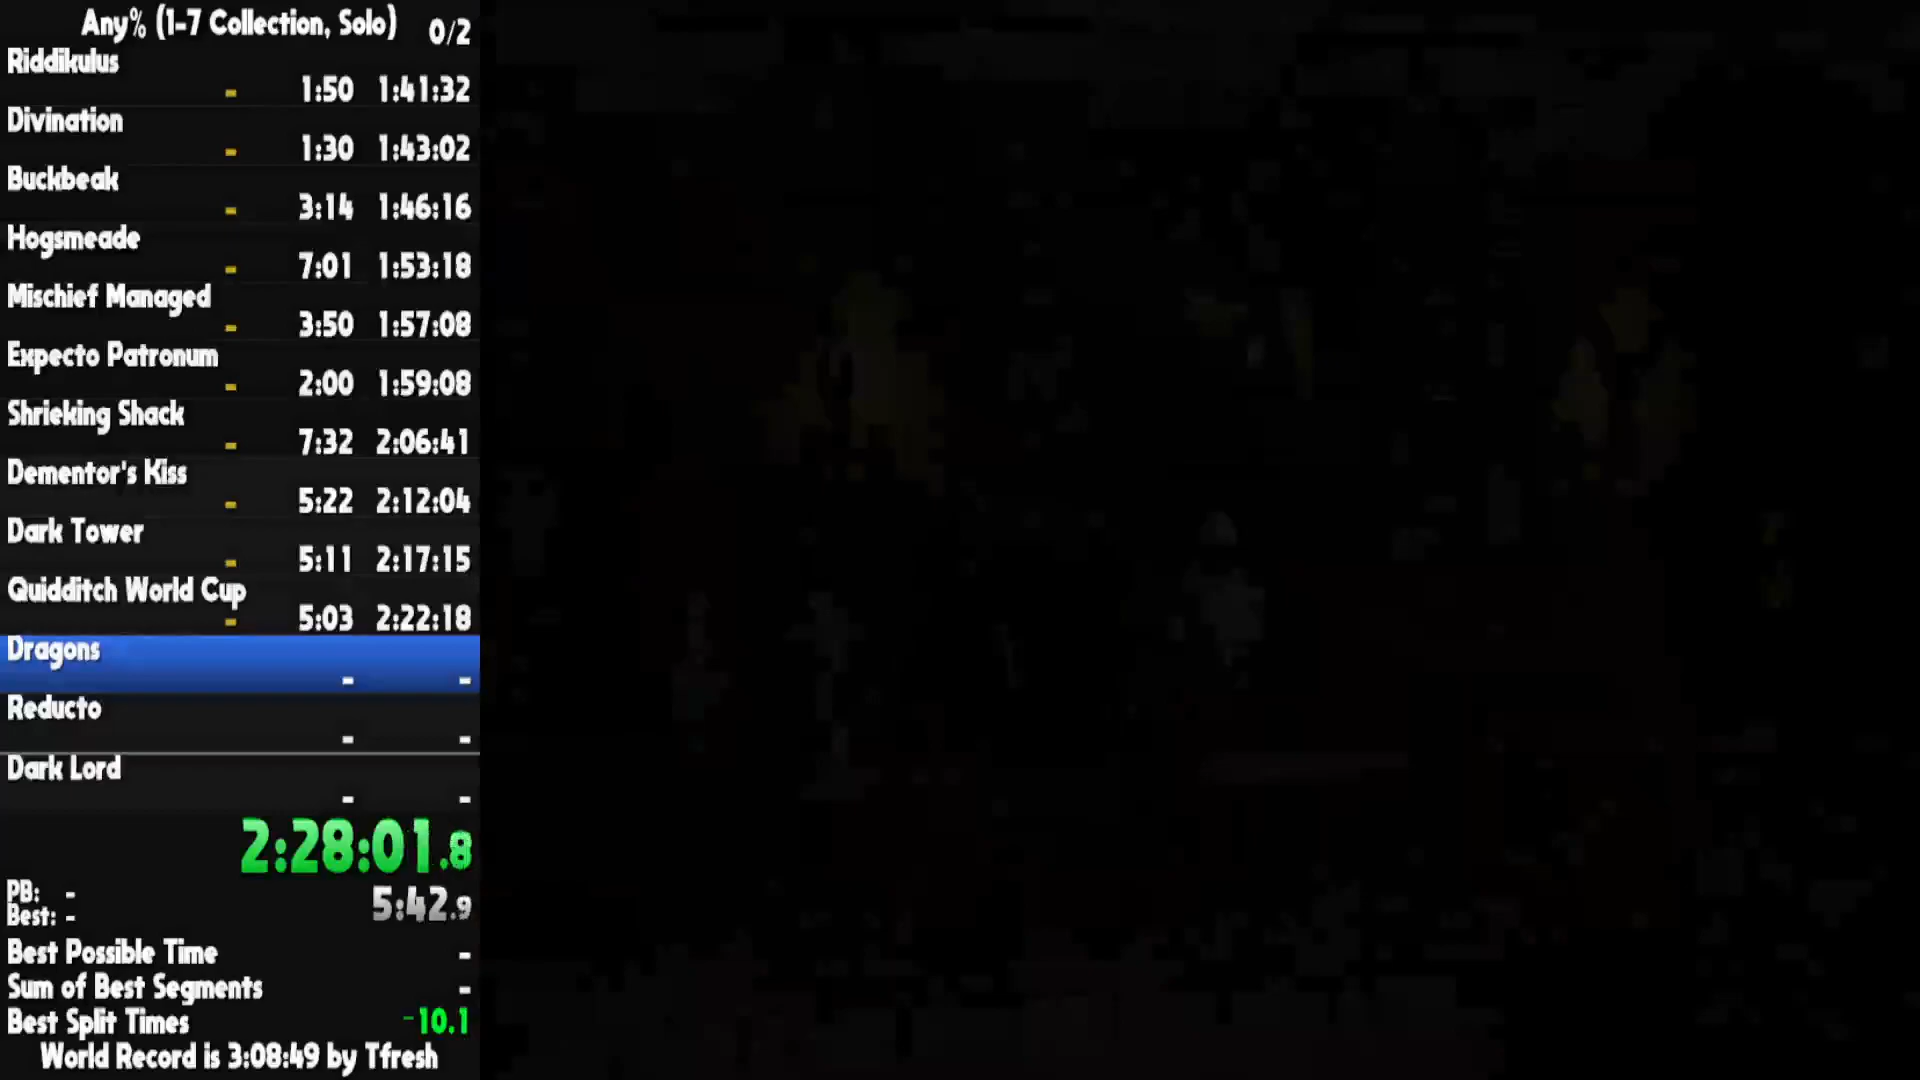 Any% (1-7 Collection, Solo) 0/2
Riddikulus
- 1:50 1:41:32
Divination
- 1:30 1:43:02
Buckbeak
- 3:14 1:46:16
Hogsmeade
- 7:01 1:53:18
Mischief Managed
- 3:50 1:57:08
Expecto Patronum
- 2:00 1:59:08
Shrieking Shack
- 7:32 2:06:41
Dementor's Kiss
- 5:22 2:12:04
Dark Tower
- 5:11 2:17:15
Quidditch World Cup
- 5:03 2:22:18
Dragons
- -
Reducto
- -
Dark Lord
- -
2:28:01.8
PB: - 5:42.9
Best: -
Best Possible Time -
Sum of Best Segments -
Best Split Times -10.1
World Record is 3:08:49 by Tfresh